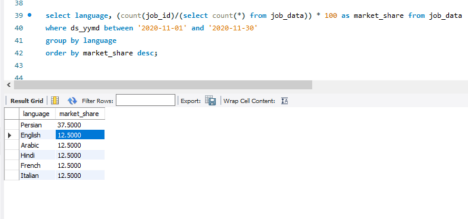 38
39 select language, (count(job_id)/(select count(*) from job_data)) * 100 as market_share from job_data
40 where ds_yymd between '2020-11-01' and '2020-11-30'
41 group by language
42 order by market_share desc;
43
44
Result Grid Filter Rows: Export: Wrap Cell Content:
language market_share
Persian 37.5000
English 12.5000
Arabic 12.5000
Hindi 12.5000
French 12.5000
Italian 12.5000